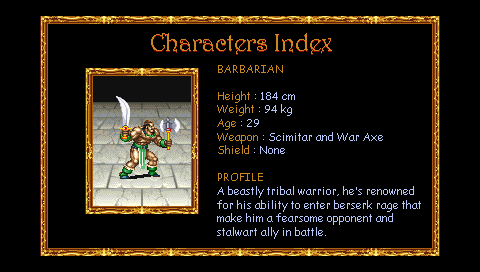 Characters Index
BARBARIAN
Height : 184 cm
Weight : 94 kg
Age : 29
Weapon : Scimitar and War Axe
Shield : None
PROFILE
A beastly tribal warrior, he's renowned
for his ability to enter berserk rage that
make him a fearsome opponent and
stalwart ally in battle.